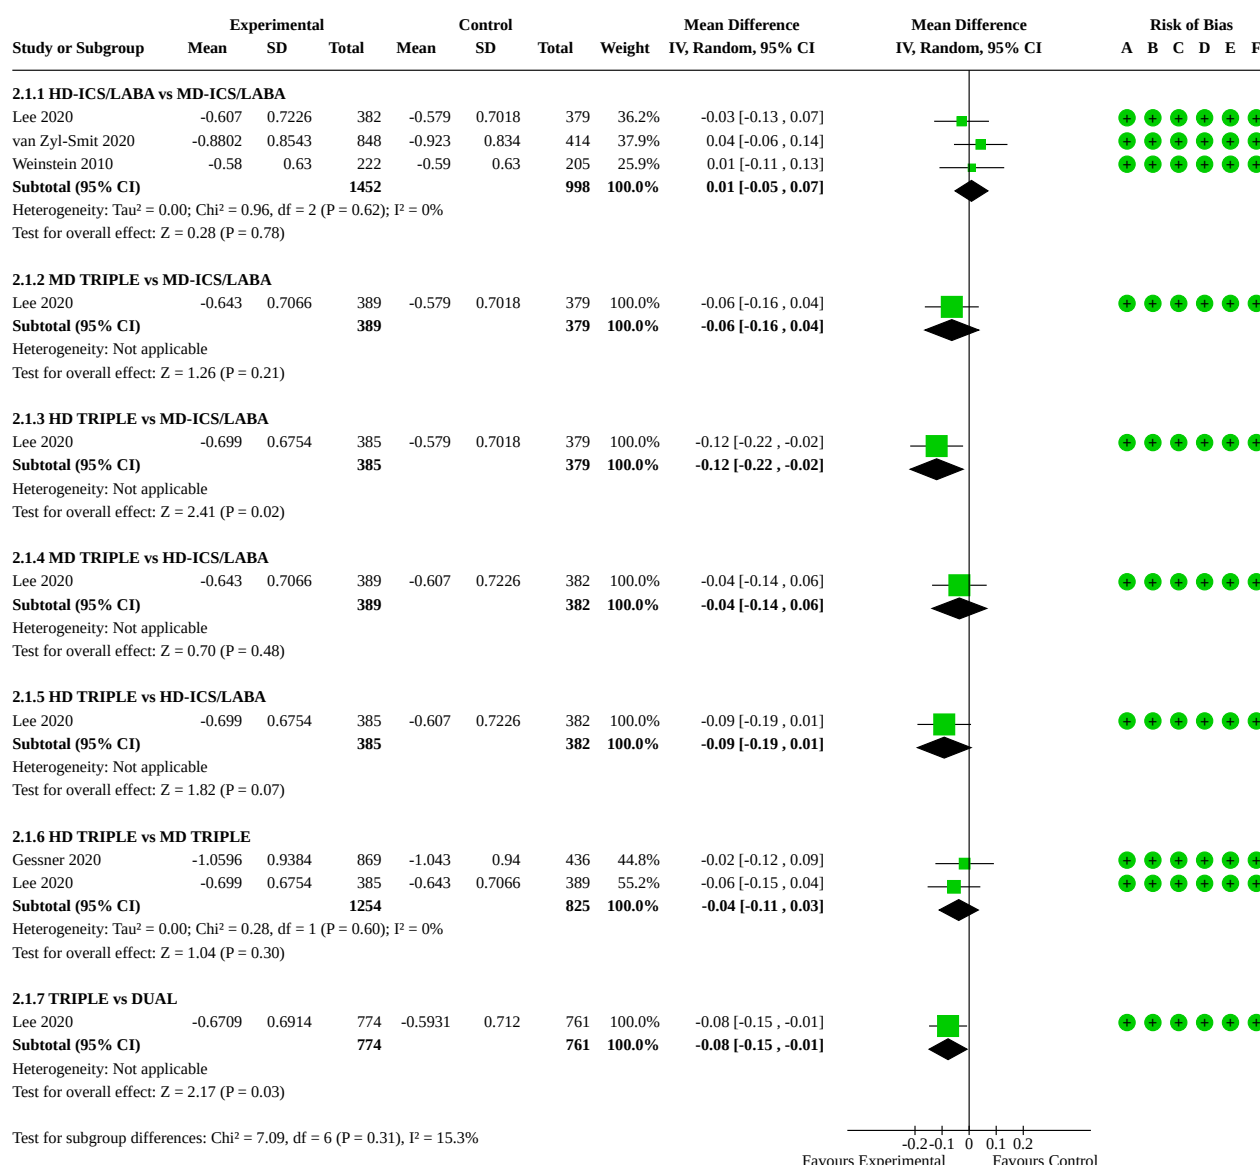 Experimental Control Mean Difference Mean Difference Risk of Bias
Study or Subgroup Mean SD Total Mean SD Total Weight IV, Random, 95% CI IV, Random, 95% CI A B C D E F
2.1.1 HD-ICS/LABA vs MD-ICS/LABA
Lee 2020 -0.607 0.7226 382 -0.579 0.7018 379 36.2% -0.03 [-0.13 , 0.07] + + + + + +
van Zyl-Smit 2020 -0.8802 0.8543 848 -0.923 0.834 414 37.9% 0.04 [-0.06 , 0.14] + + + + + +
Weinstein 2010 -0.58 0.63 222 -0.59 0.63 205 25.9% 0.01 [-0.11 , 0.13] + + + + + +
Subtotal (95% CI) 1452 998 100.0% 0.01 [-0.05 , 0.07]
Heterogeneity: Tau² = 0.00; Chi² = 0.96, df = 2 (P = 0.62); I² = 0%
Test for overall effect: Z = 0.28 (P = 0.78)
2.1.2 MD TRIPLE vs MD-ICS/LABA
Lee 2020 -0.643 0.7066 389 -0.579 0.7018 379 100.0% -0.06 [-0.16 , 0.04] + + + + + +
Subtotal (95% CI) 389 379 100.0% -0.06 [-0.16 , 0.04]
Heterogeneity: Not applicable
Test for overall effect: Z = 1.26 (P = 0.21)
2.1.3 HD TRIPLE vs MD-ICS/LABA
Lee 2020 -0.699 0.6754 385 -0.579 0.7018 379 100.0% -0.12 [-0.22 , -0.02] + + + + + +
Subtotal (95% CI) 385 379 100.0% -0.12 [-0.22 , -0.02]
Heterogeneity: Not applicable
Test for overall effect: Z = 2.41 (P = 0.02)
2.1.4 MD TRIPLE vs HD-ICS/LABA
Lee 2020 -0.643 0.7066 389 -0.607 0.7226 382 100.0% -0.04 [-0.14 , 0.06] + + + + + +
Subtotal (95% CI) 389 382 100.0% -0.04 [-0.14 , 0.06]
Heterogeneity: Not applicable
Test for overall effect: Z = 0.70 (P = 0.48)
2.1.5 HD TRIPLE vs HD-ICS/LABA
Lee 2020 -0.699 0.6754 385 -0.607 0.7226 382 100.0% -0.09 [-0.19 , 0.01] + + + + + +
Subtotal (95% CI) 385 382 100.0% -0.09 [-0.19 , 0.01]
Heterogeneity: Not applicable
Test for overall effect: Z = 1.82 (P = 0.07)
2.1.6 HD TRIPLE vs MD TRIPLE
Gessner 2020 -1.0596 0.9384 869 -1.043 0.94 436 44.8% -0.02 [-0.12 , 0.09] + + + + + +
Lee 2020 -0.699 0.6754 385 -0.643 0.7066 389 55.2% -0.06 [-0.15 , 0.04] + + + + + +
Subtotal (95% CI) 1254 825 100.0% -0.04 [-0.11 , 0.03]
Heterogeneity: Tau² = 0.00; Chi² = 0.28, df = 1 (P = 0.60); I² = 0%
Test for overall effect: Z = 1.04 (P = 0.30)
2.1.7 TRIPLE vs DUAL
Lee 2020 -0.6709 0.6914 774 -0.5931 0.712 761 100.0% -0.08 [-0.15 , -0.01] + + + + + +
Subtotal (95% CI) 774 761 100.0% -0.08 [-0.15 , -0.01]
Heterogeneity: Not applicable
Test for overall effect: Z = 2.17 (P = 0.03)
Test for subgroup differences: Chi² = 7.09, df = 6 (P = 0.31), I² = 15.3%
-0.2 -0.1 0 0.1 0.2
Favours Experimental Favours Control